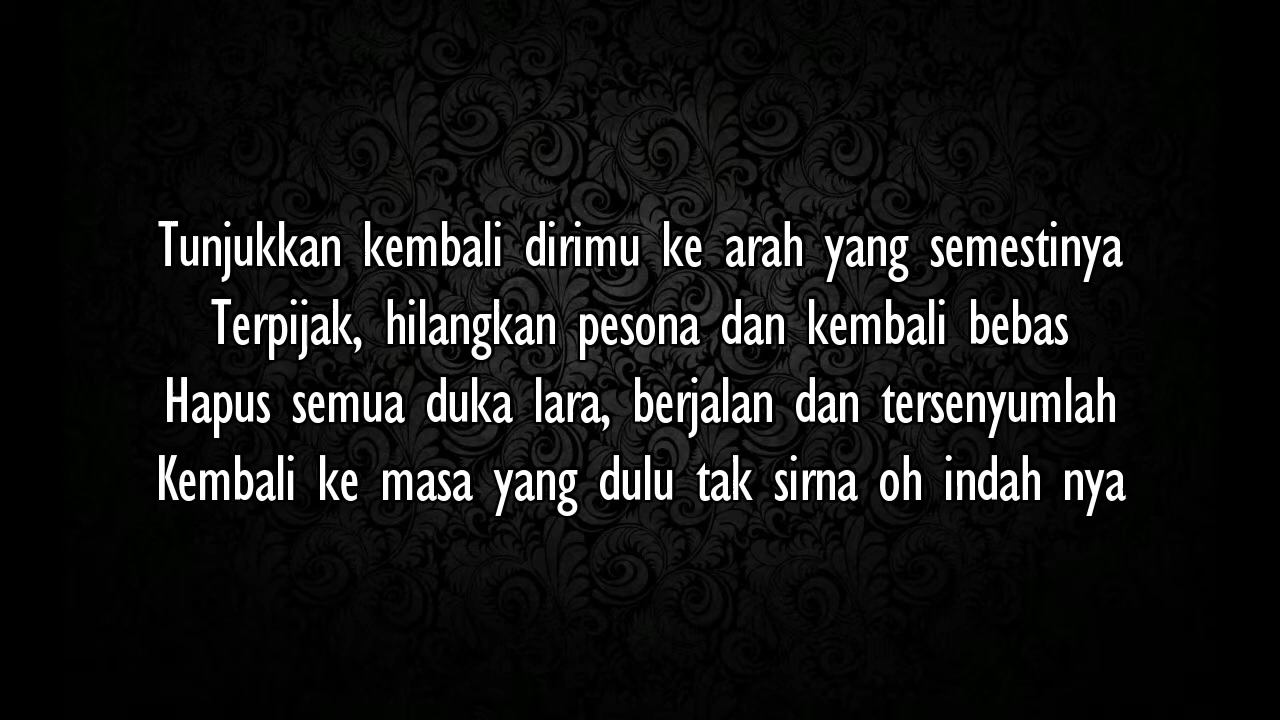 Tunjukkan kembali dirimu ke arah yang semestinya
Terpijak, hilangkan pesona dan kembali bebas
Hapus semua duka lara, berjalan dan tersenyumlah
Kembali ke masa yang dulu tak sirna oh indah nya